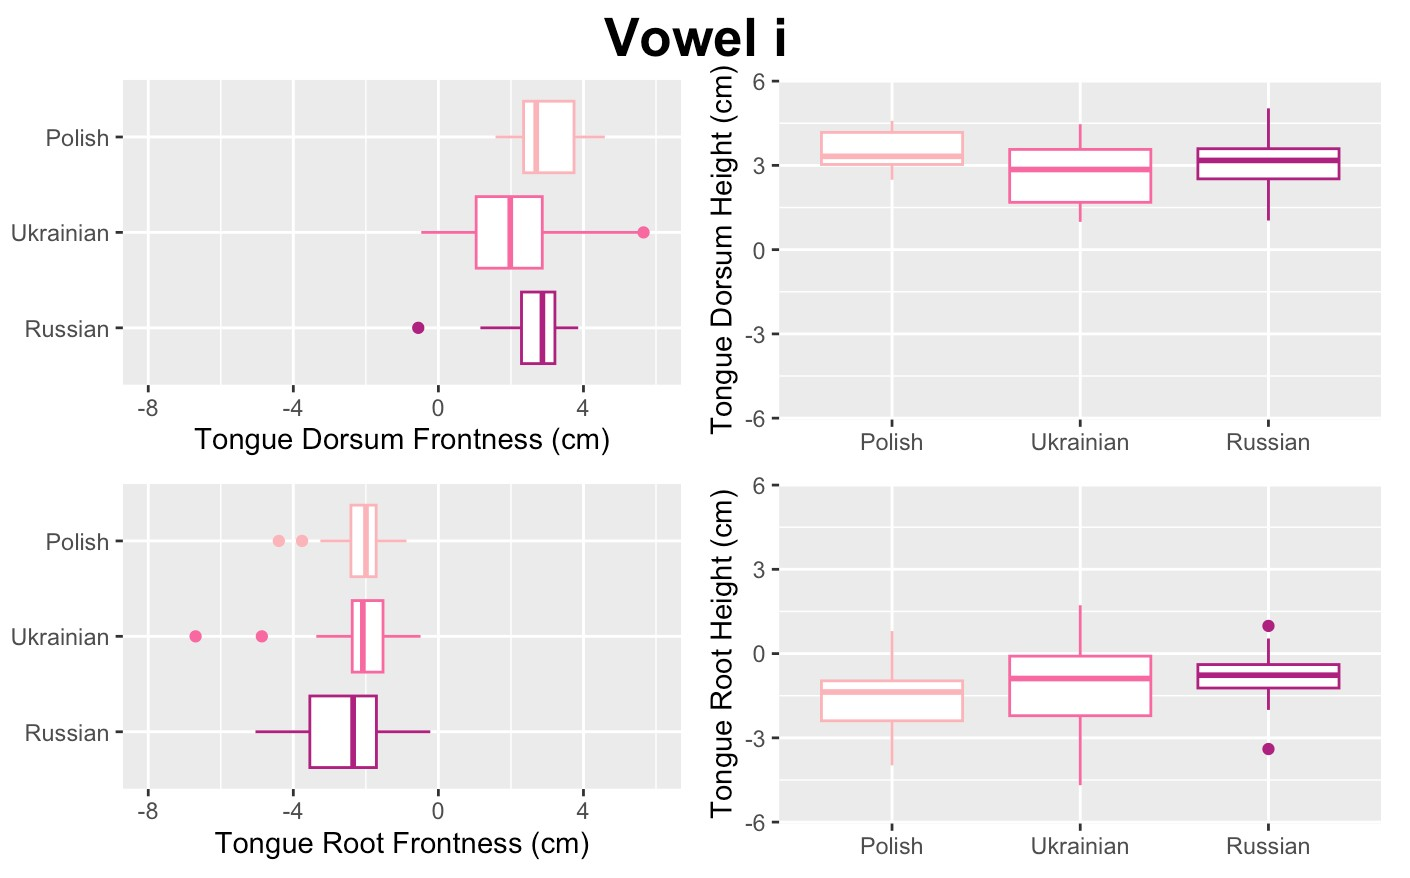 Vowel i
Polish
Ukrainian
Russian
-8 -4 0 4
Tongue Dorsum Frontness (cm)
Tongue Dorsum Height (cm)
6
3
0
-3
-6
Polish Ukrainian Russian
Polish
Ukrainian
Russian
-8 -4 0 4
Tongue Root Frontness (cm)
Tongue Root Height (cm)
6
3
0
-3
-6
Polish Ukrainian Russian